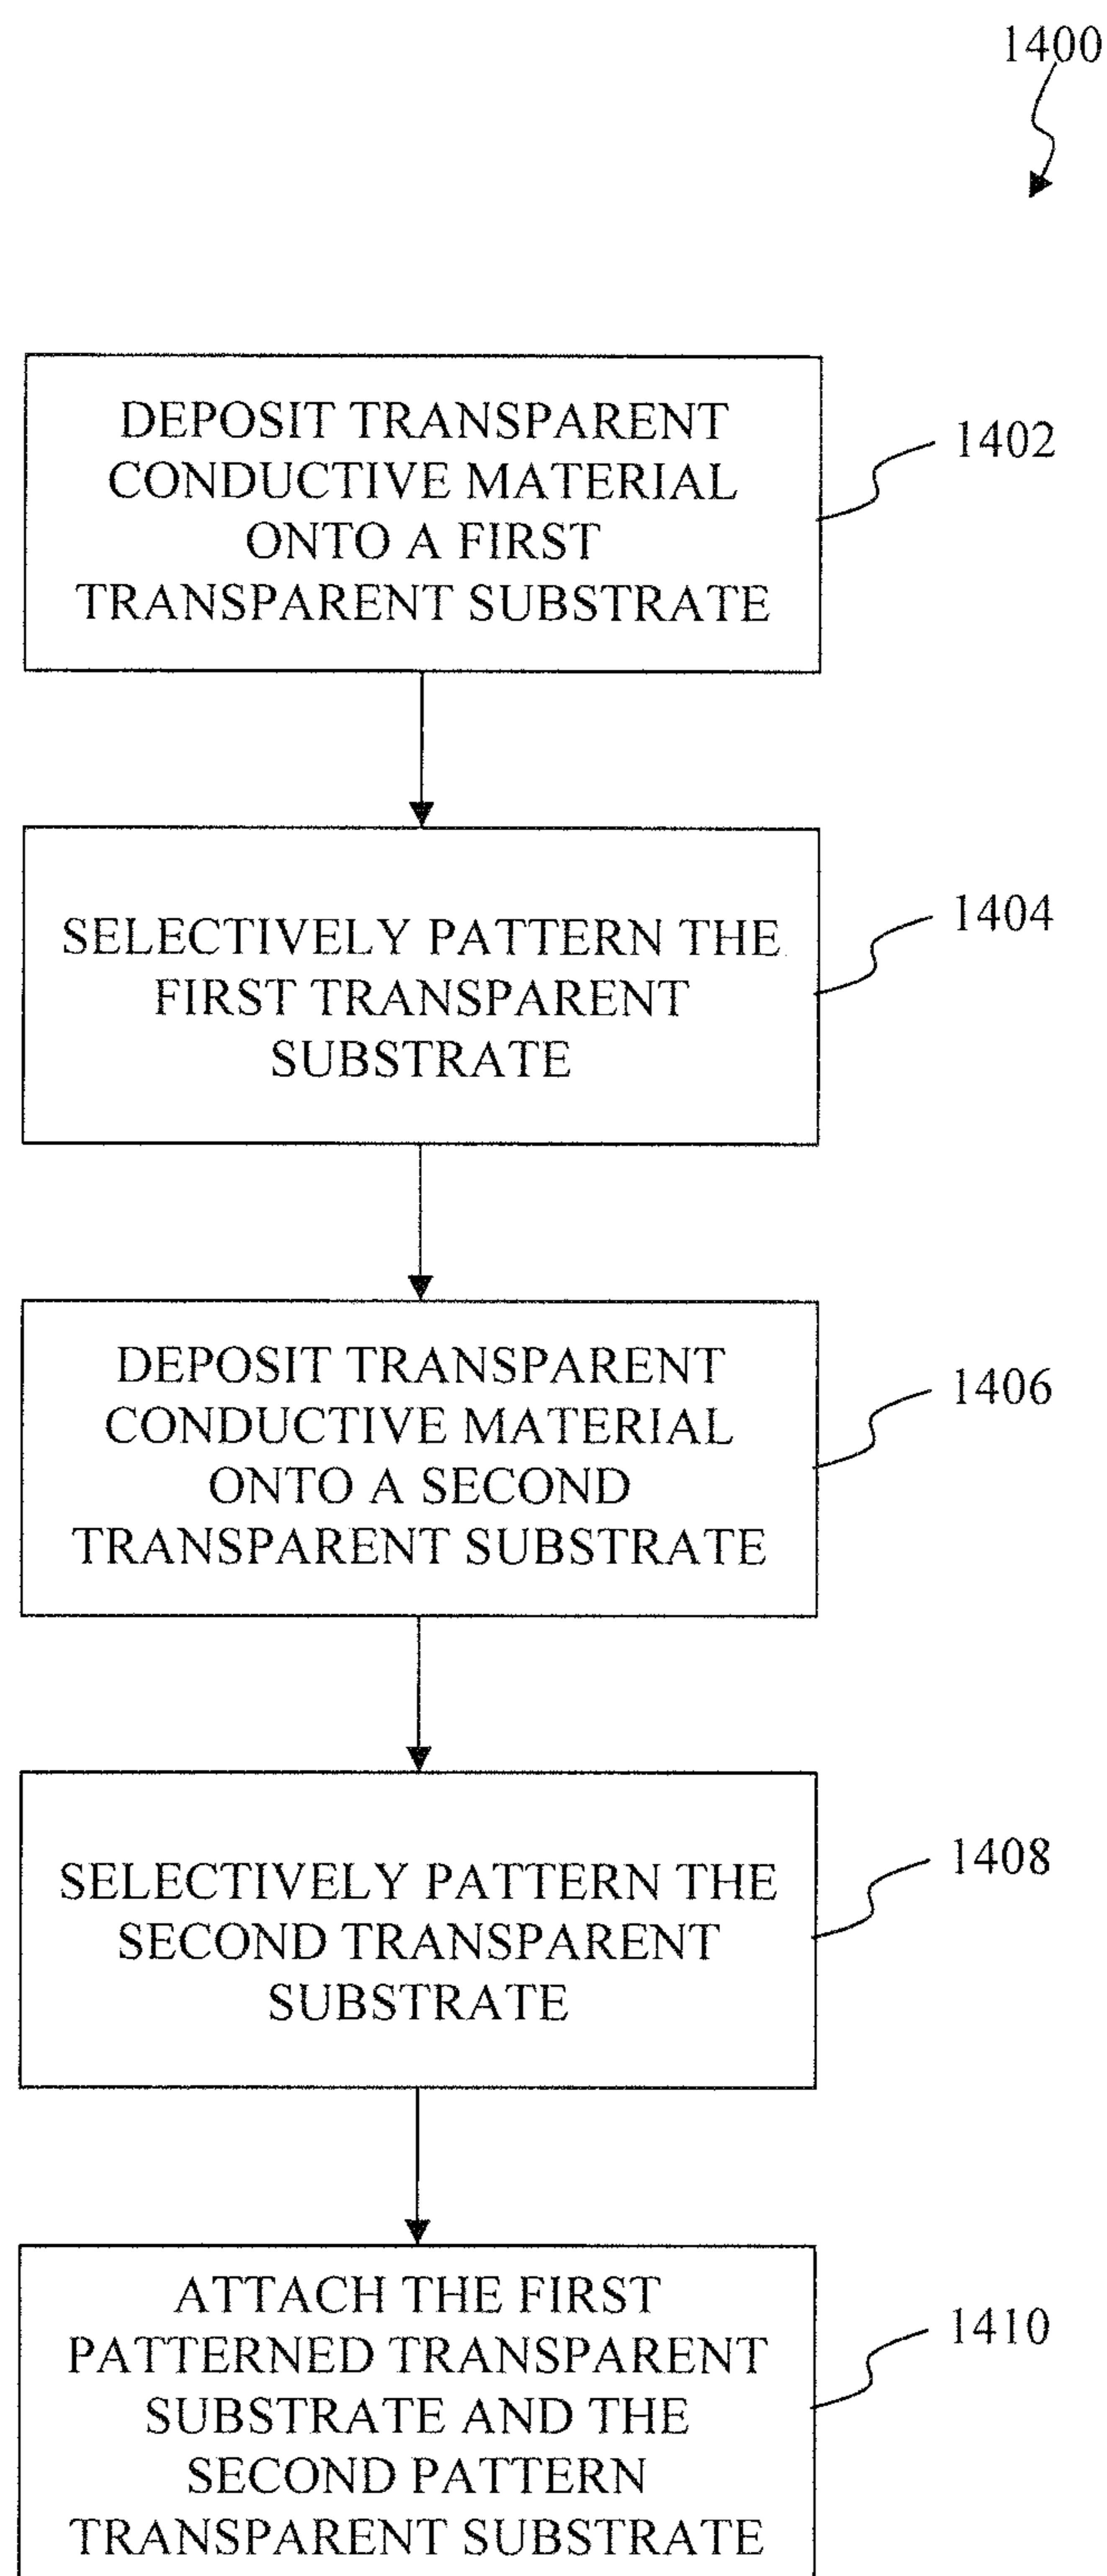 1400
DEPOSIT TRANSPARENT
CONDUCTIVE MATERIAL
ONTO A FIRST
TRANSPARENT SUBSTRATE
1402
SELECTIVELY PATTERN THE
FIRST TRANSPARENT
SUBSTRATE
1404
DEPOSIT TRANSPARENT
CONDUCTIVE MATERIAL
ONTO A SECOND
TRANSPARENT SUBSTRATE
1406
SELECTIVELY PATTERN THE
SECOND TRANSPARENT
SUBSTRATE
1408
ATTACH THE FIRST
PATTERNED TRANSPARENT
SUBSTRATE AND THE
SECOND PATTERN
TRANSPARENT SUBSTRATE
1410